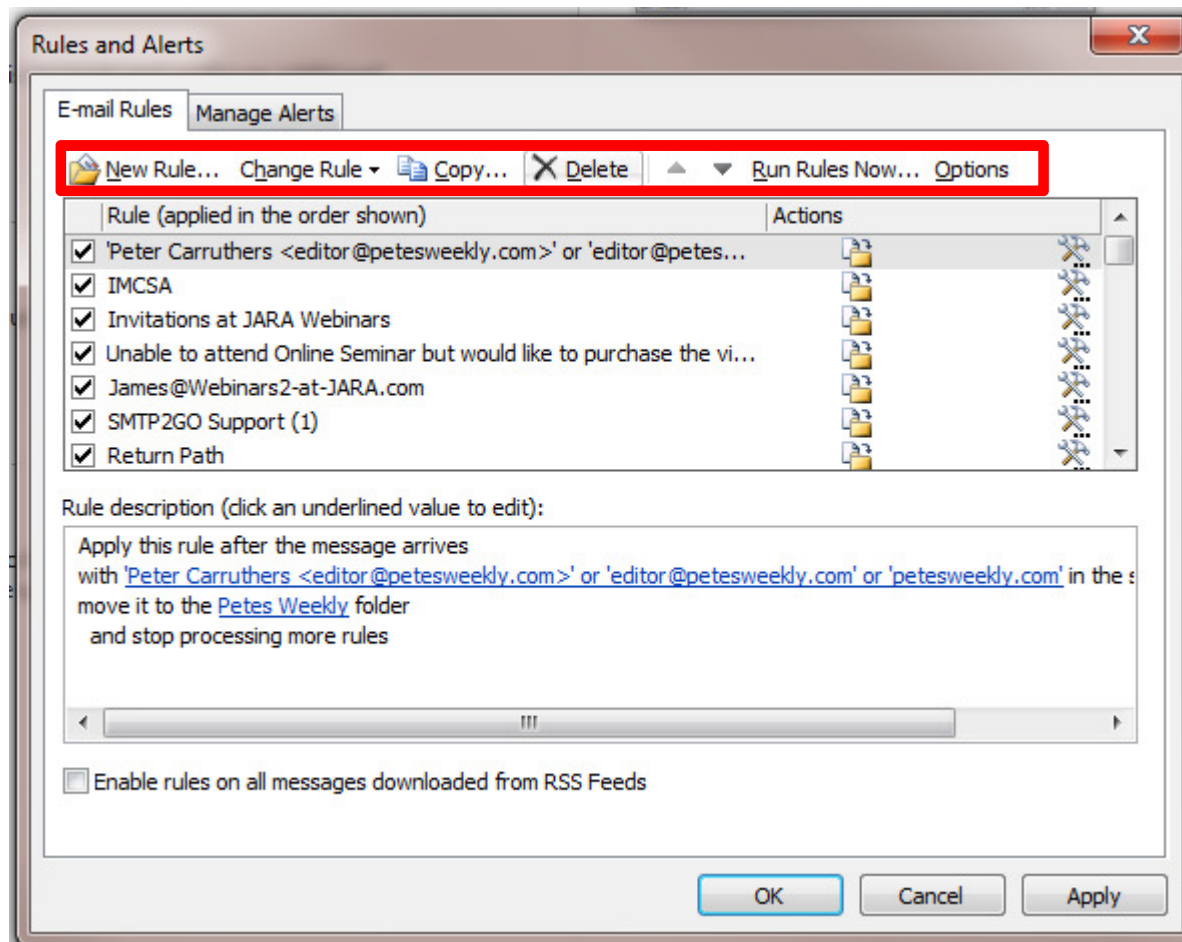 Rules and Alerts
E-mail Rules Manage Alerts
New Rule... Change Rule Copy... Delete Run Rules Now... Options
Rule (applied in the order shown) Actions
'Peter Carruthers <editor@petesweekly.com>' or 'editor@petes...
IMCSA
Invitations at JARA Webinars
Unable to attend Online Seminar but would like to purchase the vi...
James@Webinars2-at-JARA.com
SMTP2GO Support (1)
Return Path
Rule description (click an underlined value to edit):
Apply this rule after the message arrives
with 'Peter Carruthers <editor@petesweekly.com>' or 'editor@petesweekly.com' or 'petesweekly.com' in the s
move it to the Petes Weekly folder
and stop processing more rules
Enable rules on all messages downloaded from RSS Feeds
OK Cancel Apply